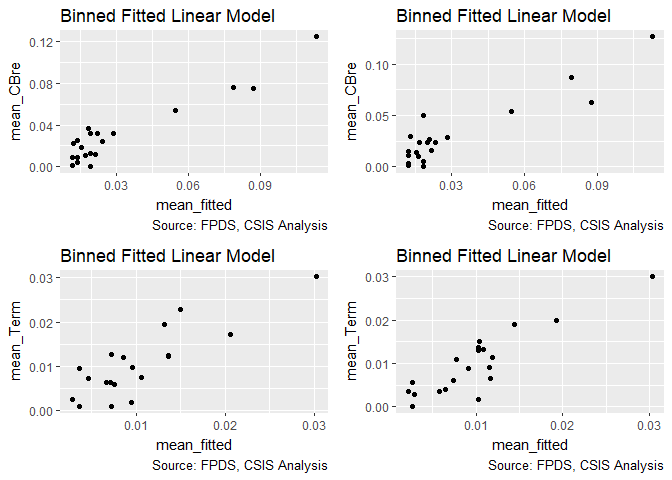 Binned Fitted Linear Model
mean_CBre
0.12
0.08
0.04
0.00
0.03
0.06
0.09
mean_fitted
Source: FPDS, CSIS Analysis
Binned Fitted Linear Model
mean_CBre
0.10
0.05
0.00
0.03
0.06
0.09
mean_fitted
Source: FPDS, CSIS Analysis
Binned Fitted Linear Model
mean_Term
0.03
0.02
0.01
0.00
0.01
0.02
0.03
mean_fitted
Source: FPDS, CSIS Analysis
Binned Fitted Linear Model
mean_Term
0.03
0.02
0.01
0.00
0.01
0.02
0.03
mean_fitted
Source: FPDS, CSIS Analysis